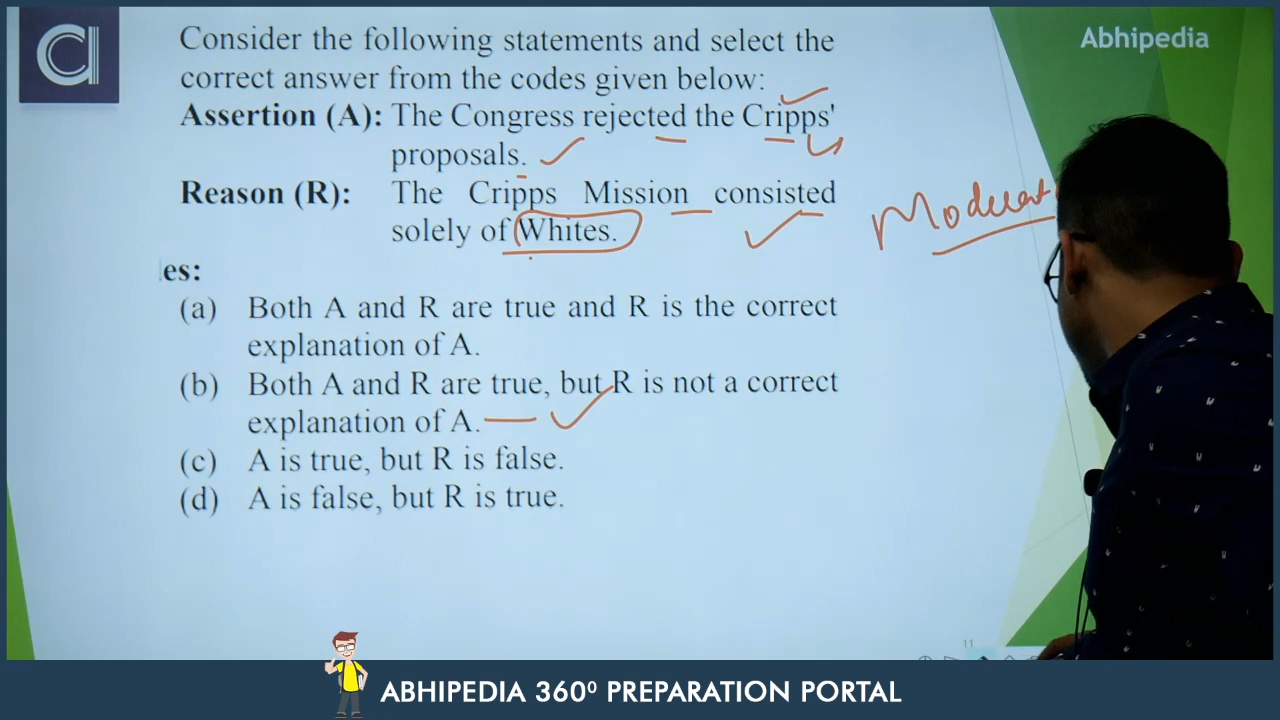 Abhipedia
Consider the following statements and select the
correct answer from the codes given below:
Assertion (A): The Congress rejected the Cripps'
proposals.
Reason (R): The Cripps Mission consisted
solely of Whites.
es:
(a) Both A and R are true and R is the correct
explanation of A.
(b) Both A and R are true, but R is not a correct
explanation of A.
(c) A is true, but R is false.
(d) A is false, but R is true.
11
ABHIPEDIA 360⁰ PREPARATION PORTAL